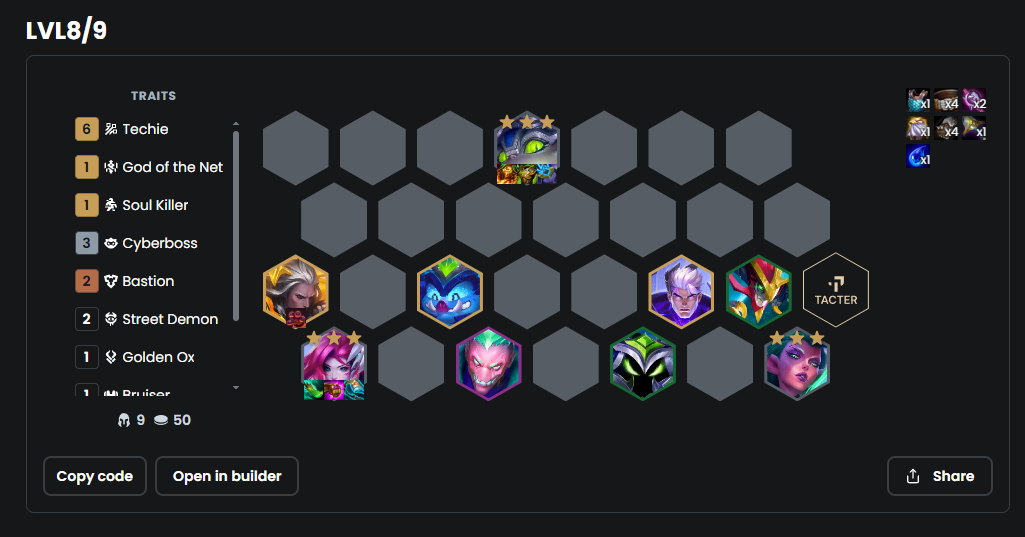 LVL8/9
TRAITS
6 Techie
1 God of the Net
1 Soul Killer
3 Cyberboss
2 Bastion
2 Street Demon
1 Golden Ox
1 Bruiser
9 50
TACTER
x1 x4 x2
x1 x4 x1
x1
Copy code
Open in builder
Share